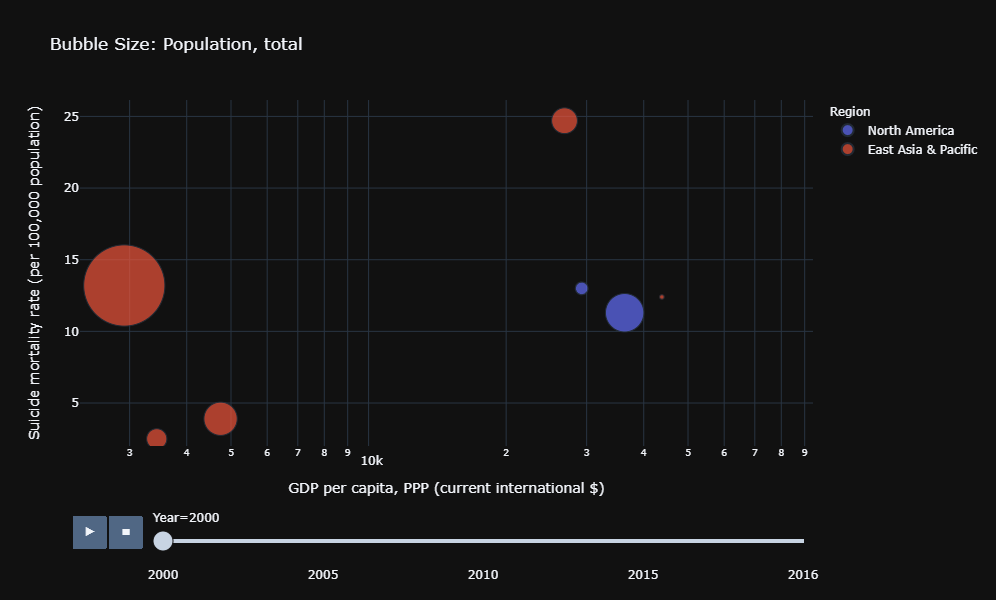 Bubble Size: Population, total
Suicide mortality rate (per 100,000 population)
25
20
15
10
5
3 4 5 6 7 8 9 10k 2 3 4 5 6 7 8 9
GDP per capita, PPP (current international $)
Region
North America
East Asia & Pacific
Year=2000
2000 2005 2010 2015 2016